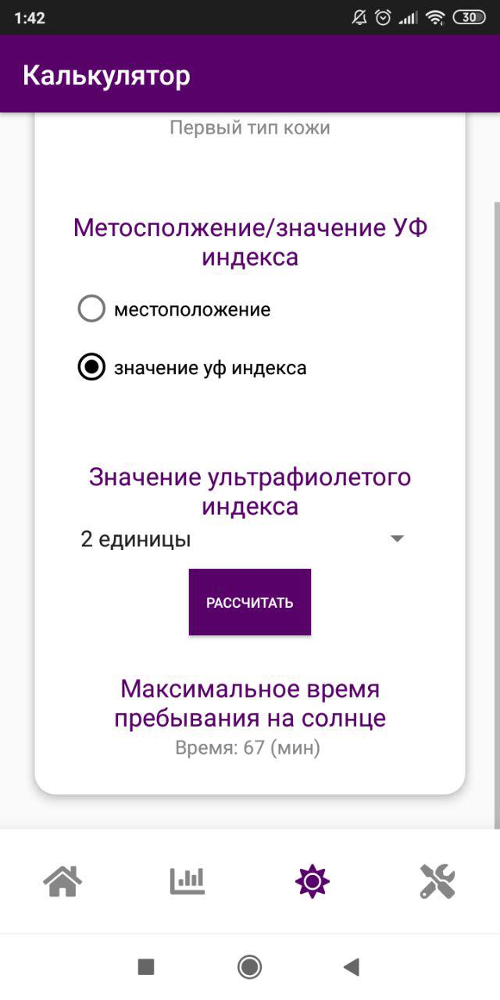 1:42
30
Калькулятор
Первый тип кожи
Метосполжение/значение УФ
индекса
местоположение
значение уф индекса
Значение ультрафиолетого
индекса
2 единицы
РАССЧИТАТЬ
Максимальное время
пребывания на солнце
Время: 67 (мин)